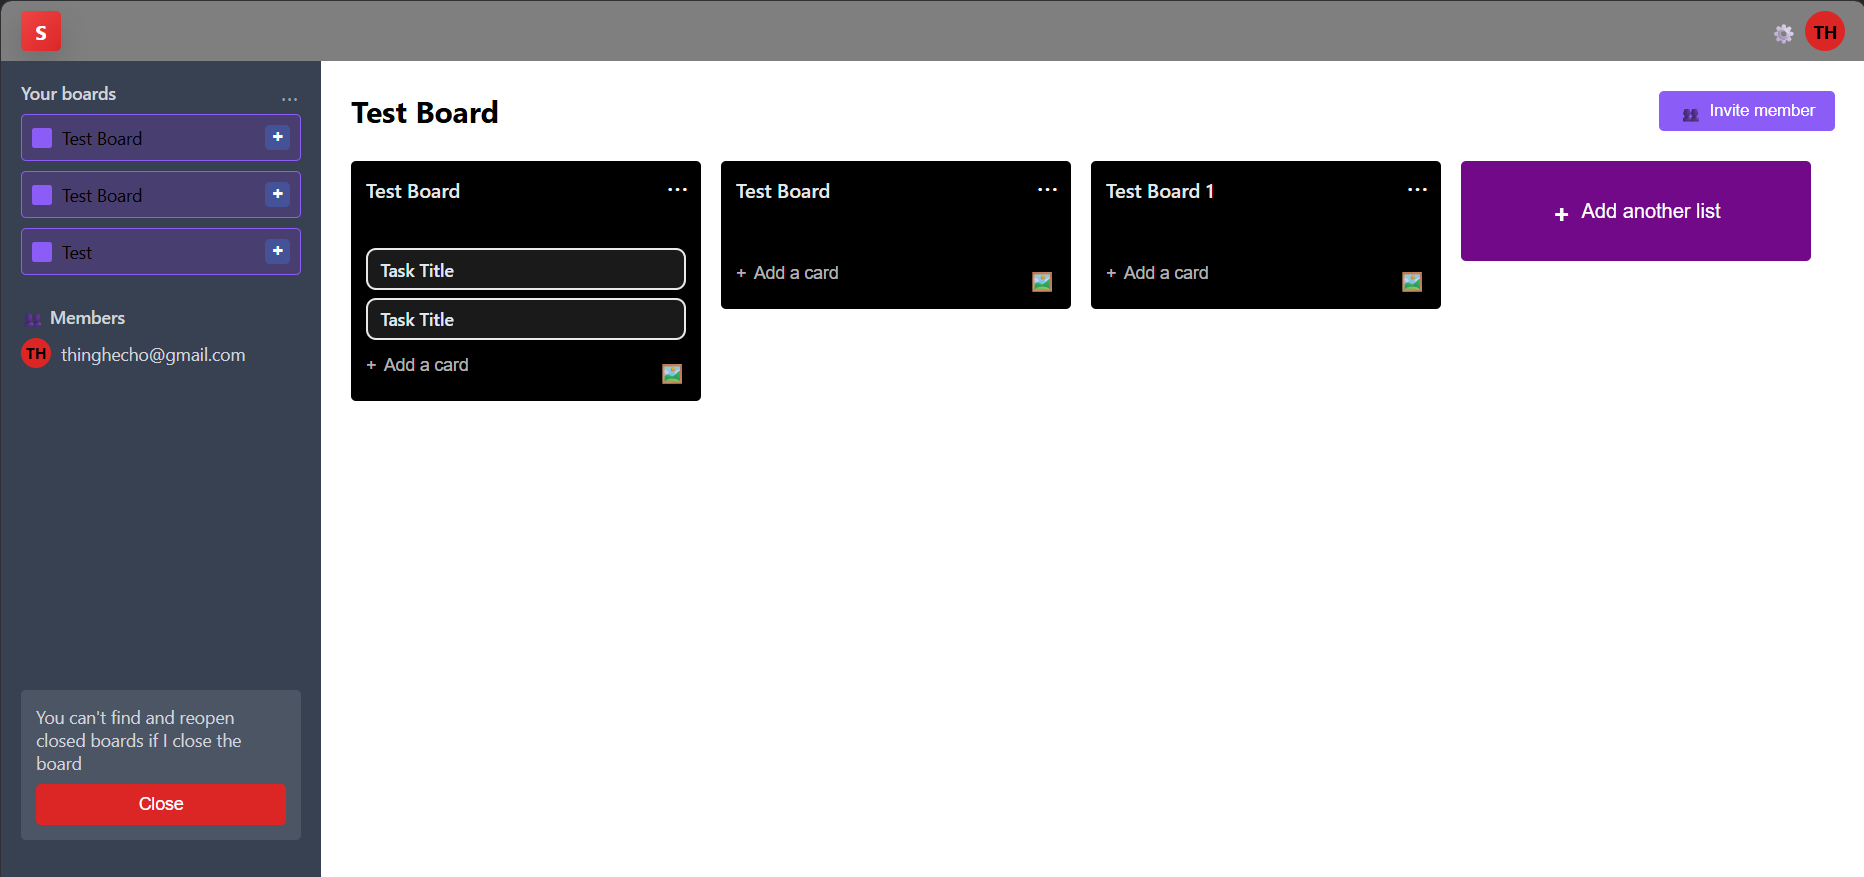 S
TH
Your boards
...
Test Board
+
Test Board
+
Test
+
Members
TH thinghecho@gmail.com
You can't find and reopen
closed boards if I close the
board
Close
Test Board
Invite member
Test Board
...
Task Title
Task Title
+ Add a card
Test Board
...
+ Add a card
Test Board 1
...
+ Add a card
+ Add another list